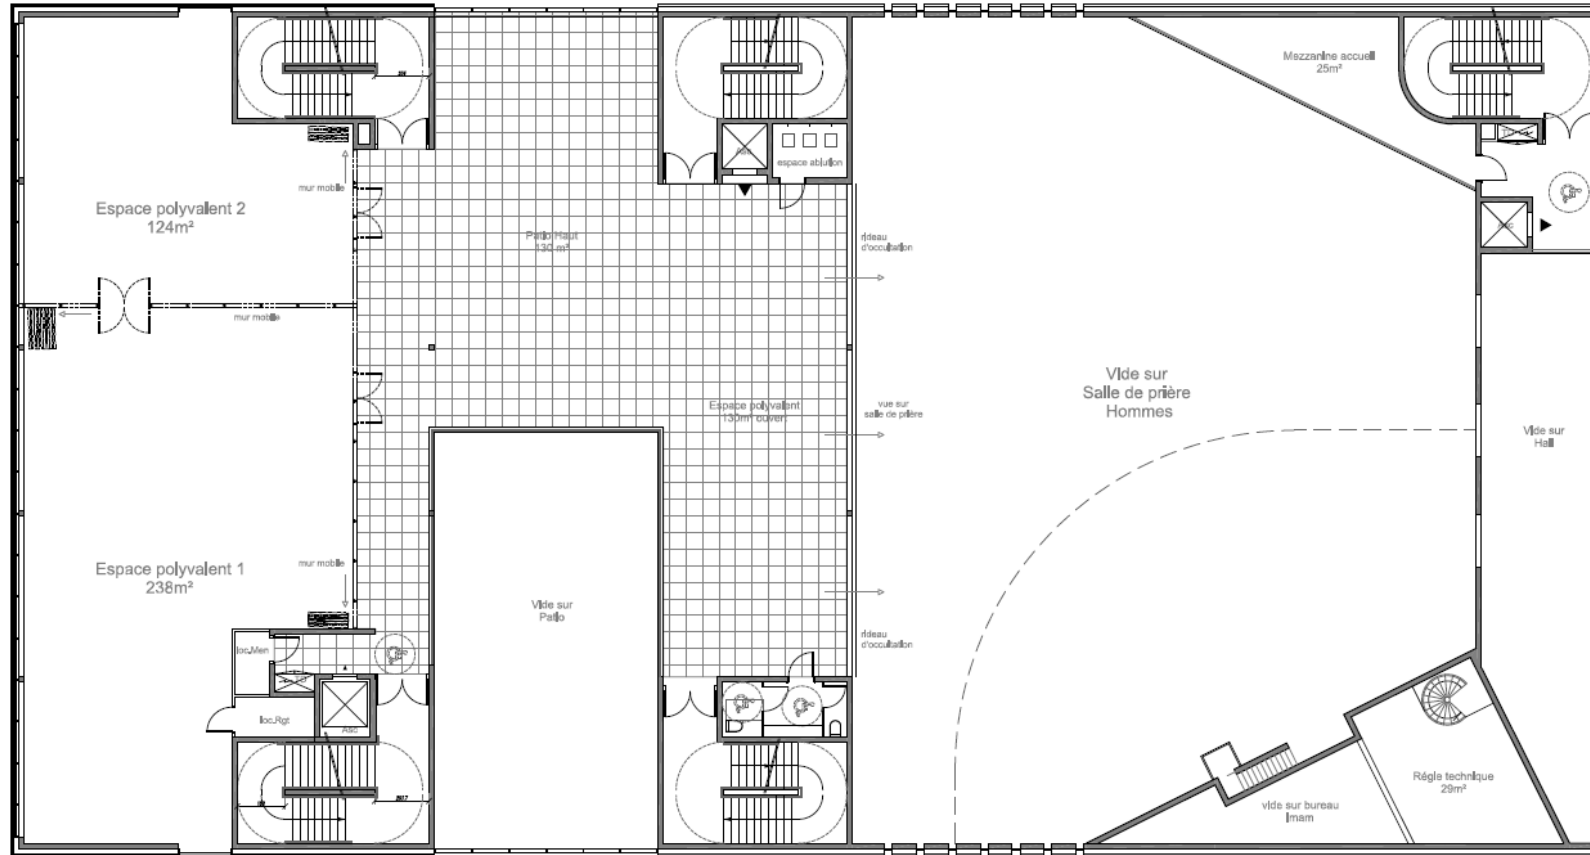 Mezzanine accueil
25m²
Asc
espace ablution
mur mobile
Espace polyvalent 2
124m²
Patio Haut
130 m²
rideau
d'occultation
Asc
mur mobile
Vide sur
Salle de prière
Hommes
Espace polyvalent
130m² ouvert
vue sur
salle de prière
Vide sur
Hall
mur mobile
Espace polyvalent 1
238m²
Vide sur
Patio
rideau
d'occultation
loc.Men
loc.Rgt
Asc
Régie technique
29m²
vide sur bureau
Imam